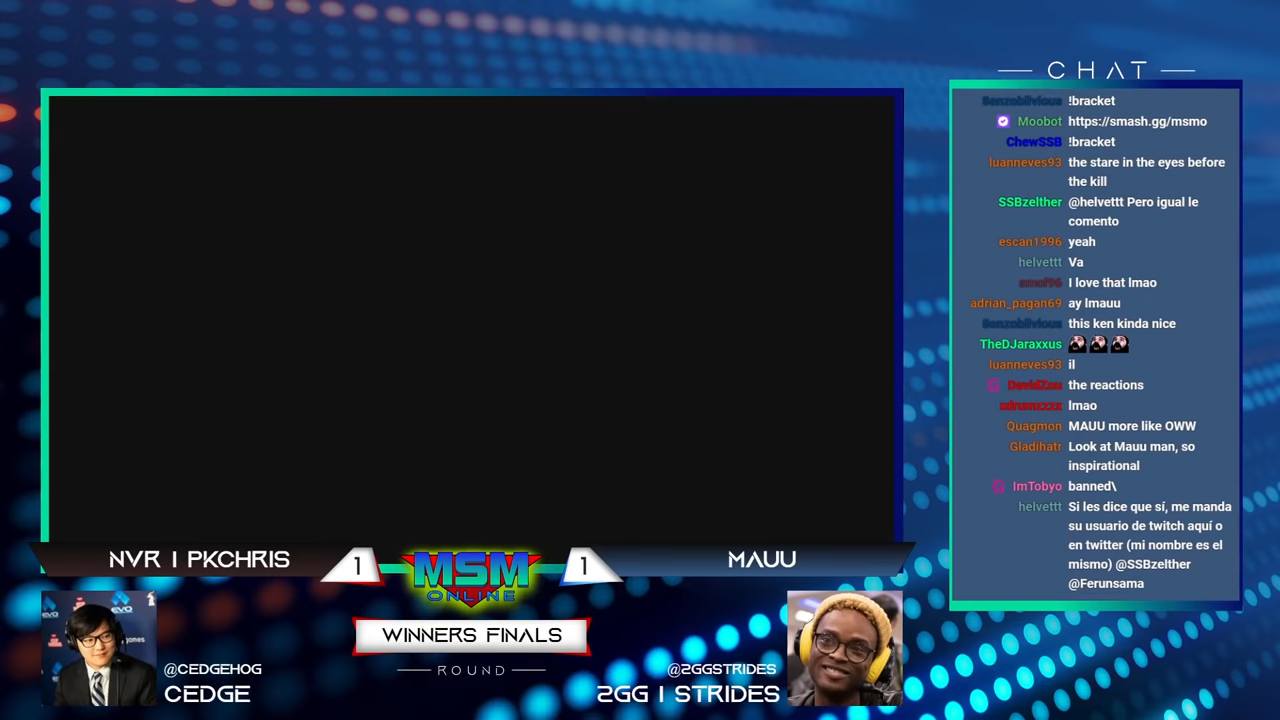 CHAT
Benzoblivious !bracket
Moobot https://smash.gg/msmo
ChewSSB !bracket
luanneves93 the stare in the eyes before
the kill
SSBzelther @helvettt Pero igual le
comento
escan1996 yeah
helvettt Va
I love that lmao
adrian_pagan69 ay lmauu
Benzoblivious this ken kinda nice
TheDJaraxxus
luanneves93 il
DavidZou the reactions
lmao
Quagmon MAUU more like OWW
Gladihatr Look at Mauu man, so
inspirational
ImTobyo banned\
helvettt Si les dice que sí, me manda
su usuario de twitch aquí o
en twitter (mi nombre es el
mismo) @SSBzelther
@Ferunsama
NVR | PKCHRIS 1
MSM
ONLINE
1 MAUU
WINNERS FINALS
ROUND
@CEDGEHOG
CEDGE
@2GGSTRIDES
2GG | STRIDES
EVO